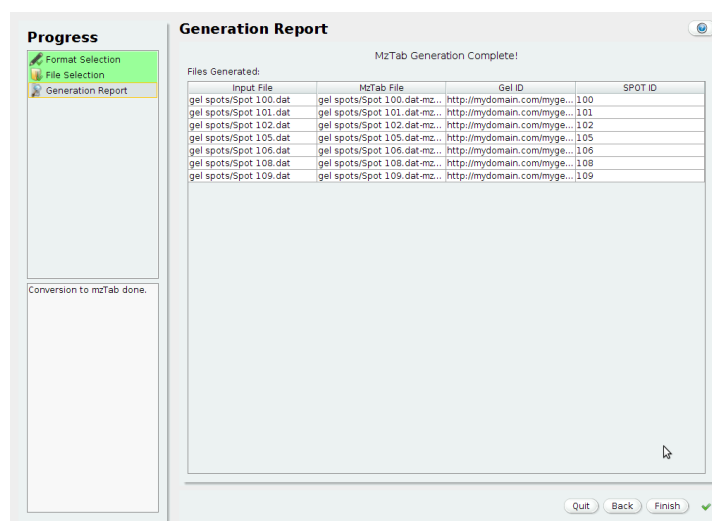 Progress
Format Selection
File Selection
Generation Report
Conversion to mzTab done.
Generation Report
MzTab Generation Complete!
Files Generated:
Input File MzTab File Gel ID SPOT ID
gel spots/Spot 100.dat gel spots/Spot 100.dat-mz... http://mydomain.com/myge... 100
gel spots/Spot 101.dat gel spots/Spot 101.dat-mz... http://mydomain.com/myge... 101
gel spots/Spot 102.dat gel spots/Spot 102.dat-mz... http://mydomain.com/myge... 102
gel spots/Spot 105.dat gel spots/Spot 105.dat-mz... http://mydomain.com/myge... 105
gel spots/Spot 106.dat gel spots/Spot 106.dat-mz... http://mydomain.com/myge... 106
gel spots/Spot 108.dat gel spots/Spot 108.dat-mz... http://mydomain.com/myge... 108
gel spots/Spot 109.dat gel spots/Spot 109.dat-mz... http://mydomain.com/myge... 109
Quit Back Finish